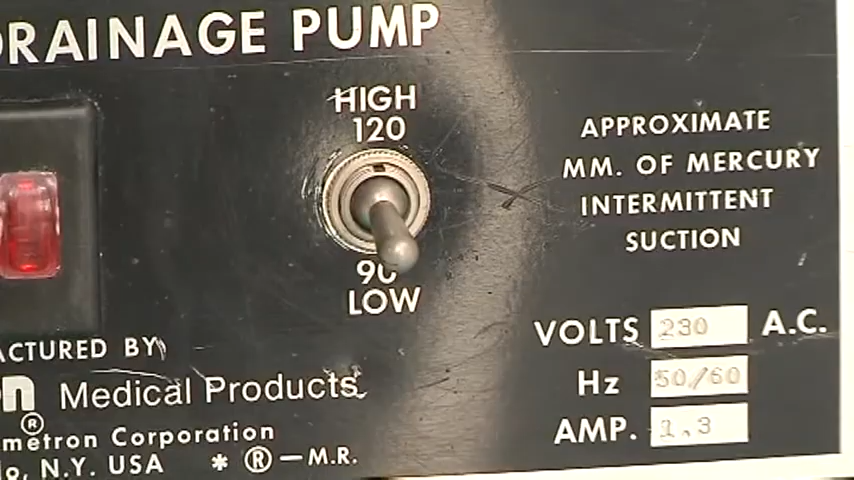 DRAINAGE PUMP
HIGH
120
90
LOW
APPROXIMATE
MM. OF MERCURY
INTERMITTENT
SUCTION
VOLTS 230 A.C.
Hz 50/60
AMP. 1.3
ACTURED BY
Medical Products
metron Corporation
o, N.Y. USA * ® — M.R.